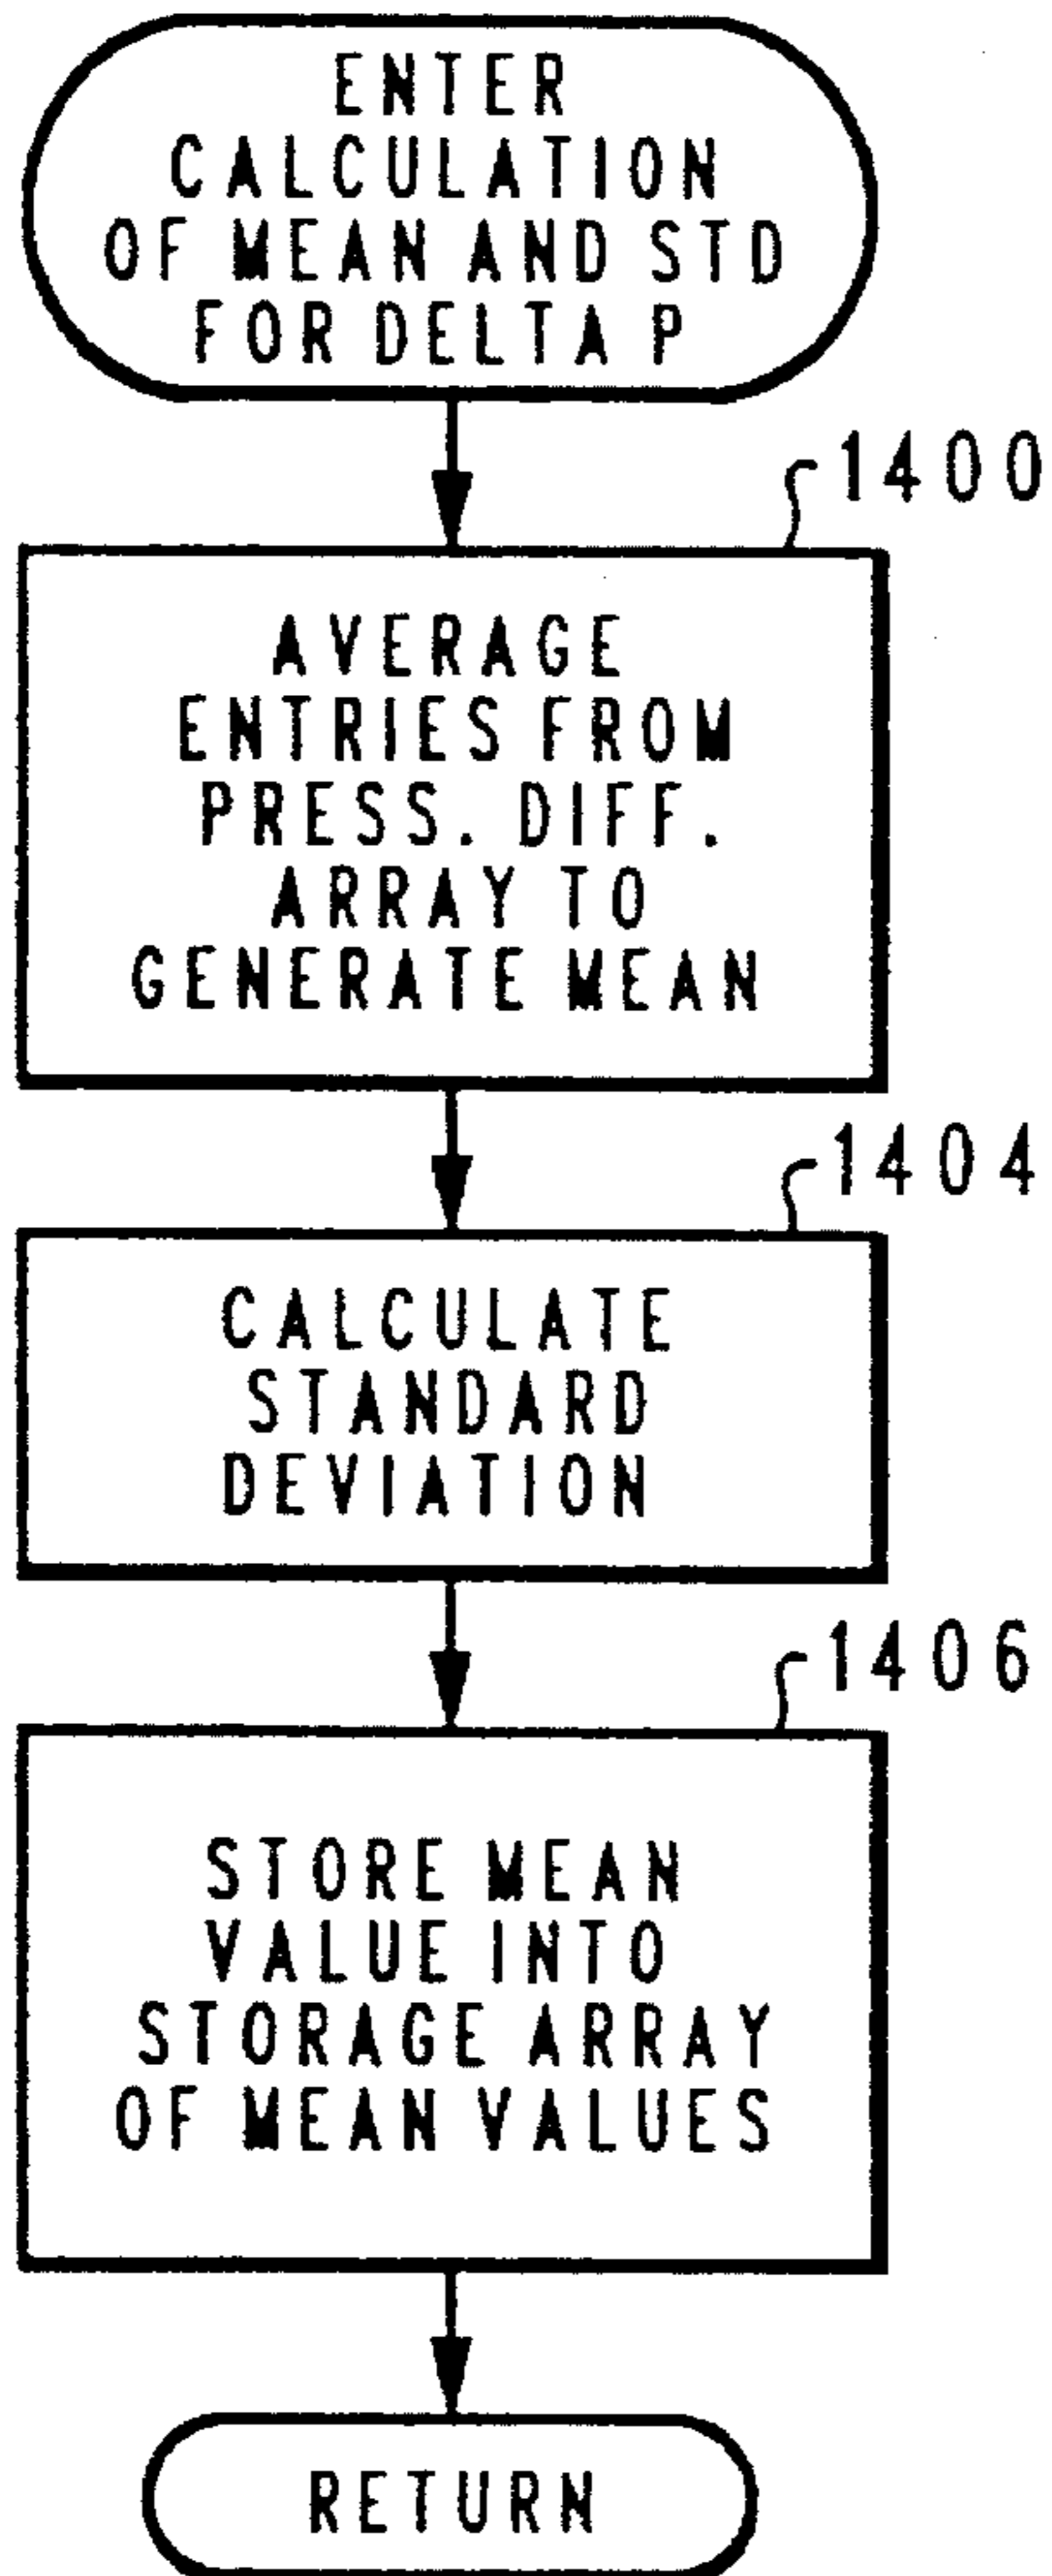 ENTER
CALCULATION
OF MEAN AND STD
FOR DELTA P
1400
AVERAGE
ENTRIES FROM
PRESS. DIFF.
ARRAY TO
GENERATE MEAN
1404
CALCULATE
STANDARD
DEVIATION
1406
STORE MEAN
VALUE INTO
STORAGE ARRAY
OF MEAN VALUES
RETURN